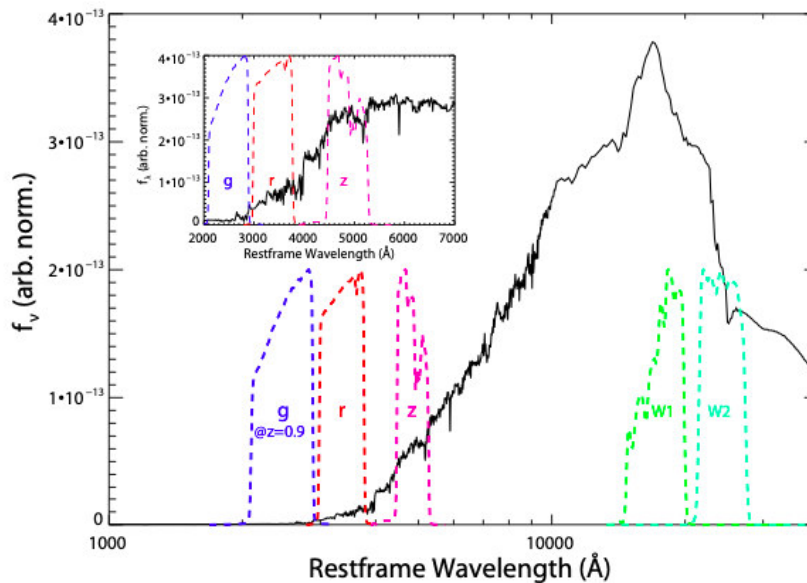 4•10⁻¹³
3•10⁻¹³
2•10⁻¹³
1•10⁻¹³
0
fν (arb. norm.)
1000
10000
Restframe Wavelength (Å)
g
@z=0.9
r
z
W1
W2
4•10⁻¹³
3•10⁻¹³
2•10⁻¹³
1•10⁻¹³
0
fλ (arb. norm.)
g
r
z
2000 3000 4000 5000 6000 7000
Restframe Wavelength (Å)